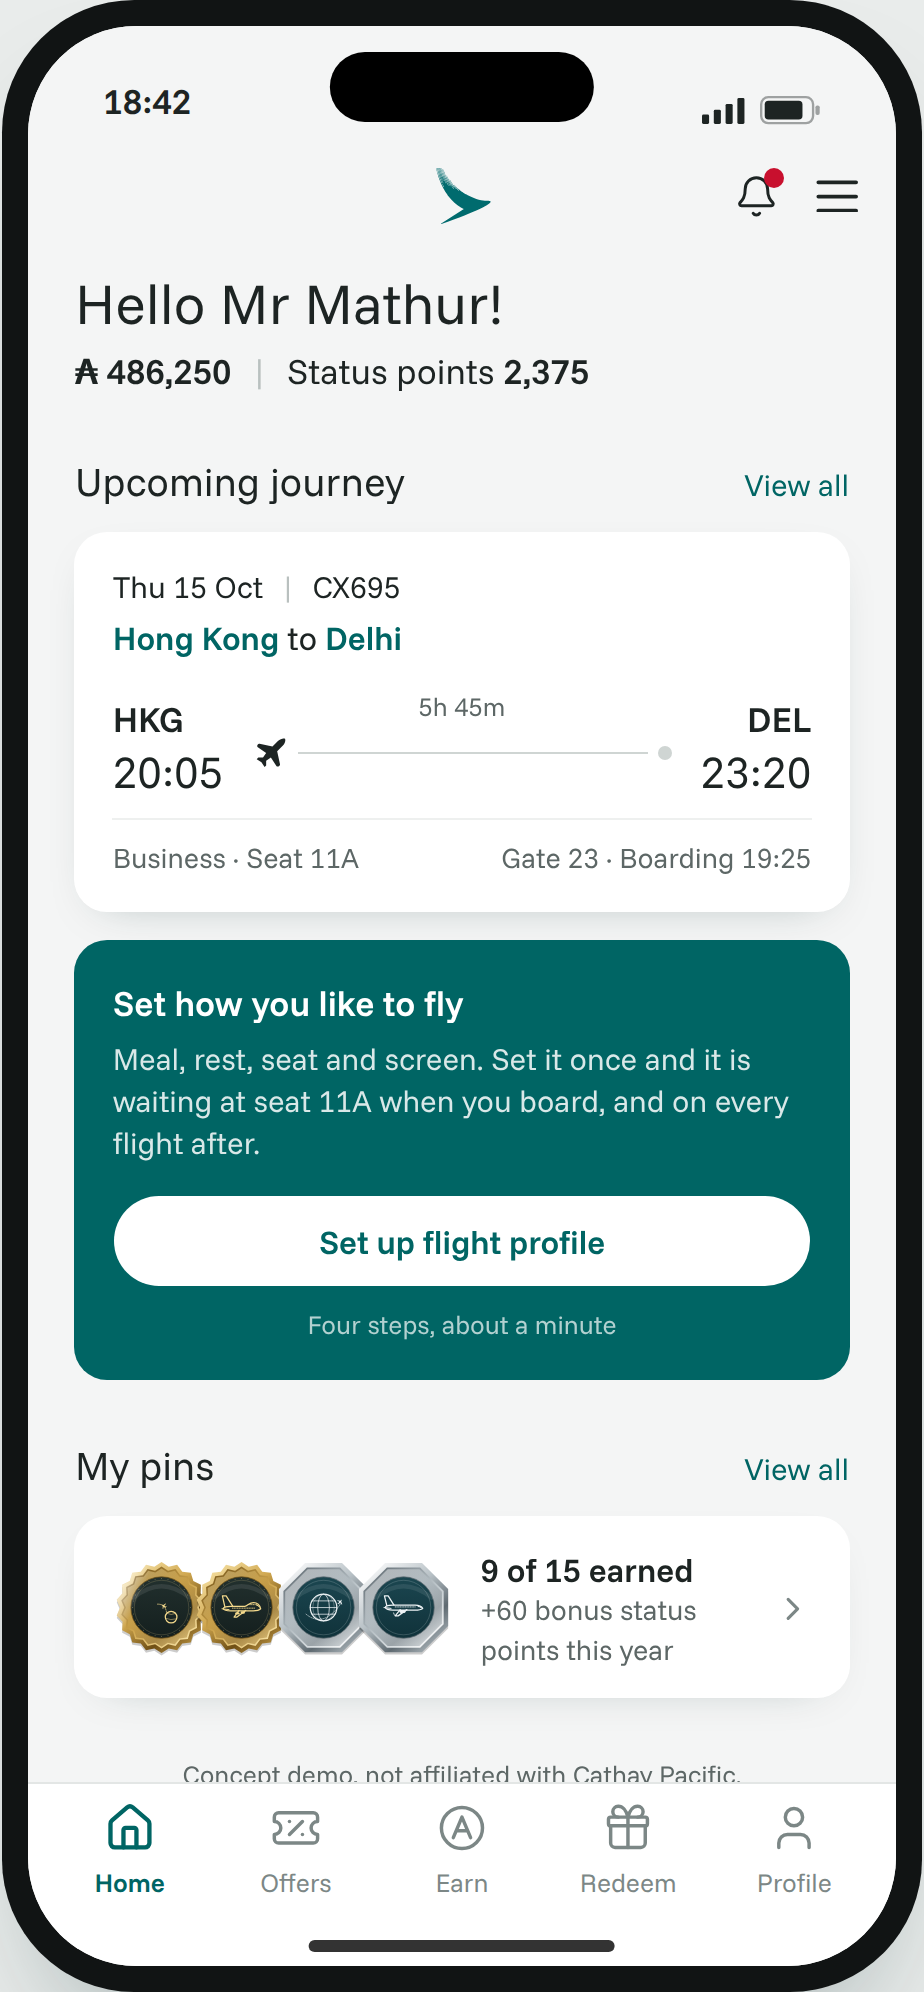 18:42
Hello Mr Mathur!
₳ 486,250 | Status points 2,375
Upcoming journey View all
Thu 15 Oct | CX695
Hong Kong to Delhi
5h 45m
HKG DEL
20:05 23:20
Business · Seat 11A Gate 23 · Boarding 19:25
Set how you like to fly
Meal, rest, seat and screen. Set it once and it is
waiting at seat 11A when you board, and on every
flight after.
Set up flight profile
Four steps, about a minute
My pins View all
9 of 15 earned
+60 bonus status
points this year
Concept demo, not affiliated with Cathay Pacific.
Home Offers Earn Redeem Profile